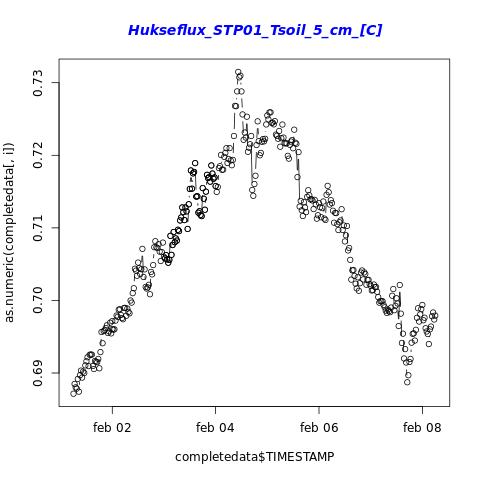 Hukseflux_STP01_Tsoil_5_cm_[C]
as.numeric(completedata[, i])
0.73
0.72
0.71
0.70
0.69
feb 02
feb 04
feb 06
feb 08
completedata$TIMESTAMP